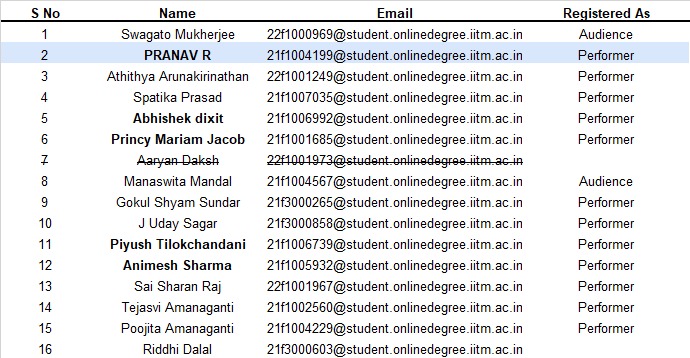 S No Name Email Registered As
1 Swagato Mukherjee 22f1000969@student.onlinedegree.iitm.ac.in Audience
2 PRANAV R 21f1004199@student.onlinedegree.iitm.ac.in Performer
3 Athithya Arunakirinathan 22f1001249@student.onlinedegree.iitm.ac.in Performer
4 Spatika Prasad 21f1007035@student.onlinedegree.iitm.ac.in Performer
5 Abhishek dixit 21f1006992@student.onlinedegree.iitm.ac.in Performer
6 Princy Mariam Jacob 21f1001685@student.onlinedegree.iitm.ac.in Performer
7 Aaryan Daksh 22f1001973@student.onlinedegree.iitm.ac.in
8 Manaswita Mandal 21f1004567@student.onlinedegree.iitm.ac.in Audience
9 Gokul Shyam Sundar 21f3000265@student.onlinedegree.iitm.ac.in Performer
10 J Uday Sagar 21f3000858@student.onlinedegree.iitm.ac.in Performer
11 Piyush Tilokchandani 21f1006739@student.onlinedegree.iitm.ac.in Performer
12 Animesh Sharma 21f1005932@student.onlinedegree.iitm.ac.in Performer
13 Sai Sharan Raj 22f1001967@student.onlinedegree.iitm.ac.in Performer
14 Tejasvi Amanaganti 21f1002560@student.onlinedegree.iitm.ac.in Performer
15 Poojita Amanaganti 21f1004229@student.onlinedegree.iitm.ac.in Performer
16 Riddhi Dalal 21f3000603@student.onlinedegree.iitm.ac.in